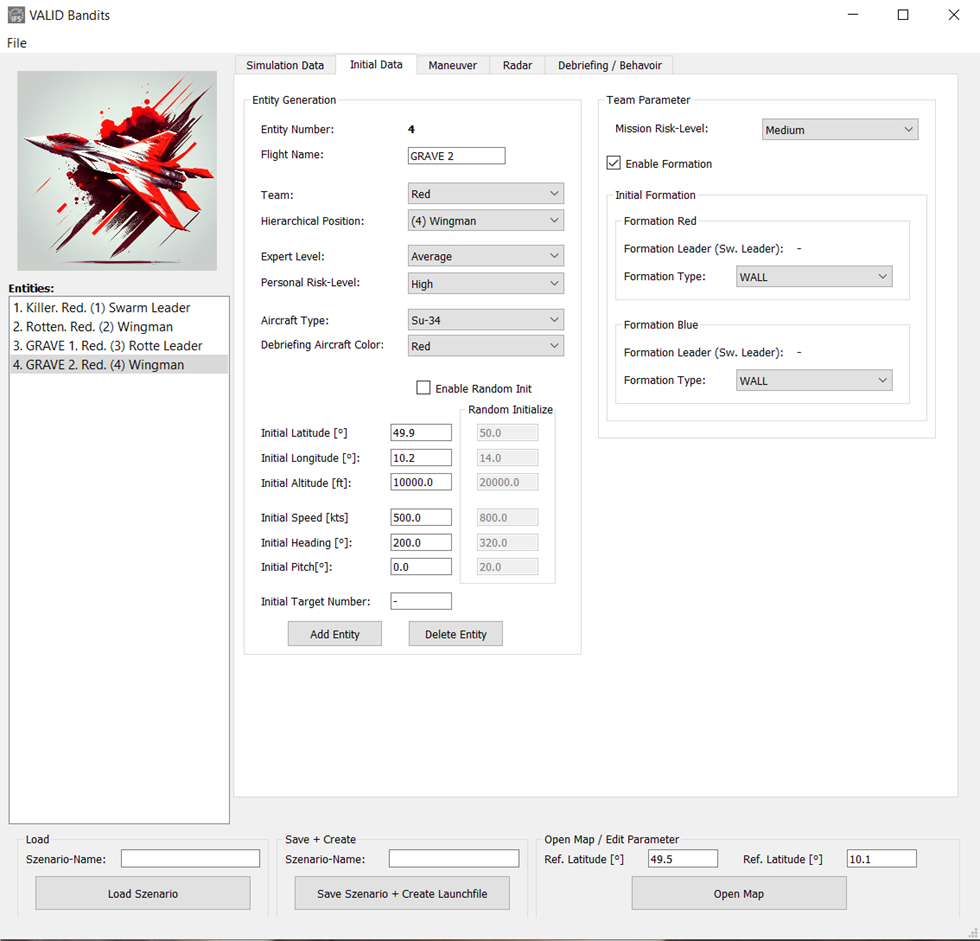 VALID Bandits
File
Simulation Data
Initial Data
Maneuver
Radar
Debriefing / Behavoir
Entities:
1. Killer. Red. (1) Swarm Leader
2. Rotten. Red. (2) Wingman
3. GRAVE 1. Red. (3) Rotte Leader
4. GRAVE 2. Red. (4) Wingman
Entity Generation
Entity Number: 4
Flight Name: GRAVE 2
Team: Red
Hierarchical Position: (4) Wingman
Expert Level: Average
Personal Risk-Level: High
Aircraft Type: Su-34
Debriefing Aircraft Color: Red
Enable Random Init
Random Initialize
Initial Latitude [º] 49.9 50.0
Initial Longitude [º]: 10.2 14.0
Initial Altitude [ft]: 10000.0 20000.0
Initial Speed [kts] 500.0 800.0
Initial Heading [º]: 200.0 320.0
Initial Pitch[º]: 0.0 20.0
Initial Target Number: -
Add Entity
Delete Entity
Team Parameter
Mission Risk-Level: Medium
Enable Formation
Initial Formation
Formation Red
Formation Leader (Sw. Leader): -
Formation Type: WALL
Formation Blue
Formation Leader (Sw. Leader): -
Formation Type: WALL
Load
Szenario-Name:
Load Szenario
Save + Create
Szenario-Name:
Save Szenario + Create Launchfile
Open Map / Edit Parameter
Ref. Latitude [º] 49.5 Ref. Latitude [º] 10.1
Open Map